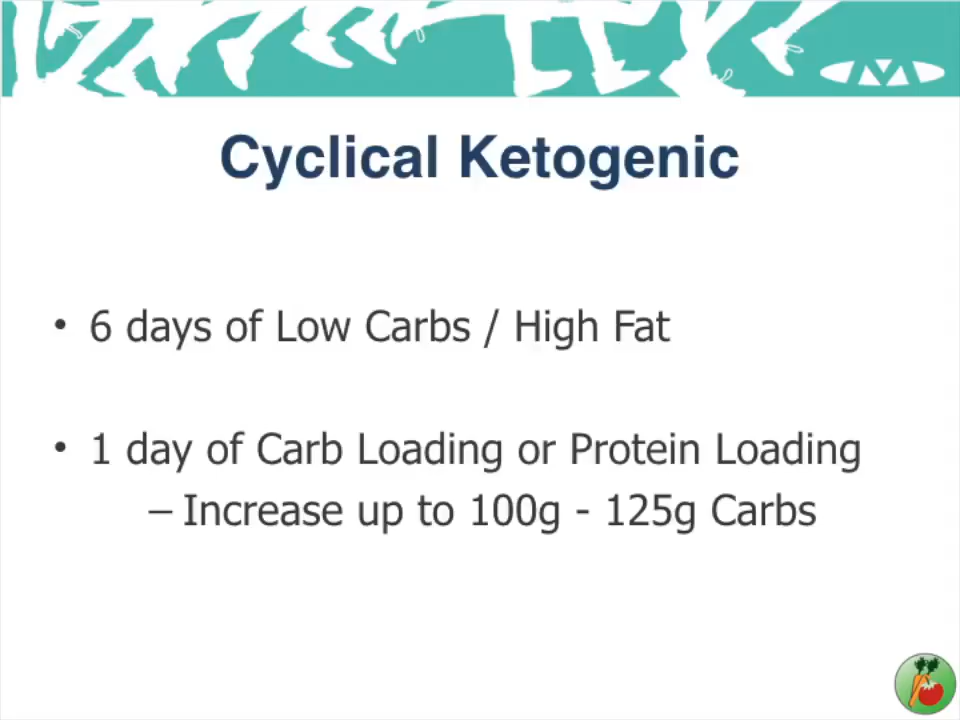 Cyclical Ketogenic
• 6 days of Low Carbs / High Fat
• 1 day of Carb Loading or Protein Loading
– Increase up to 100g - 125g Carbs